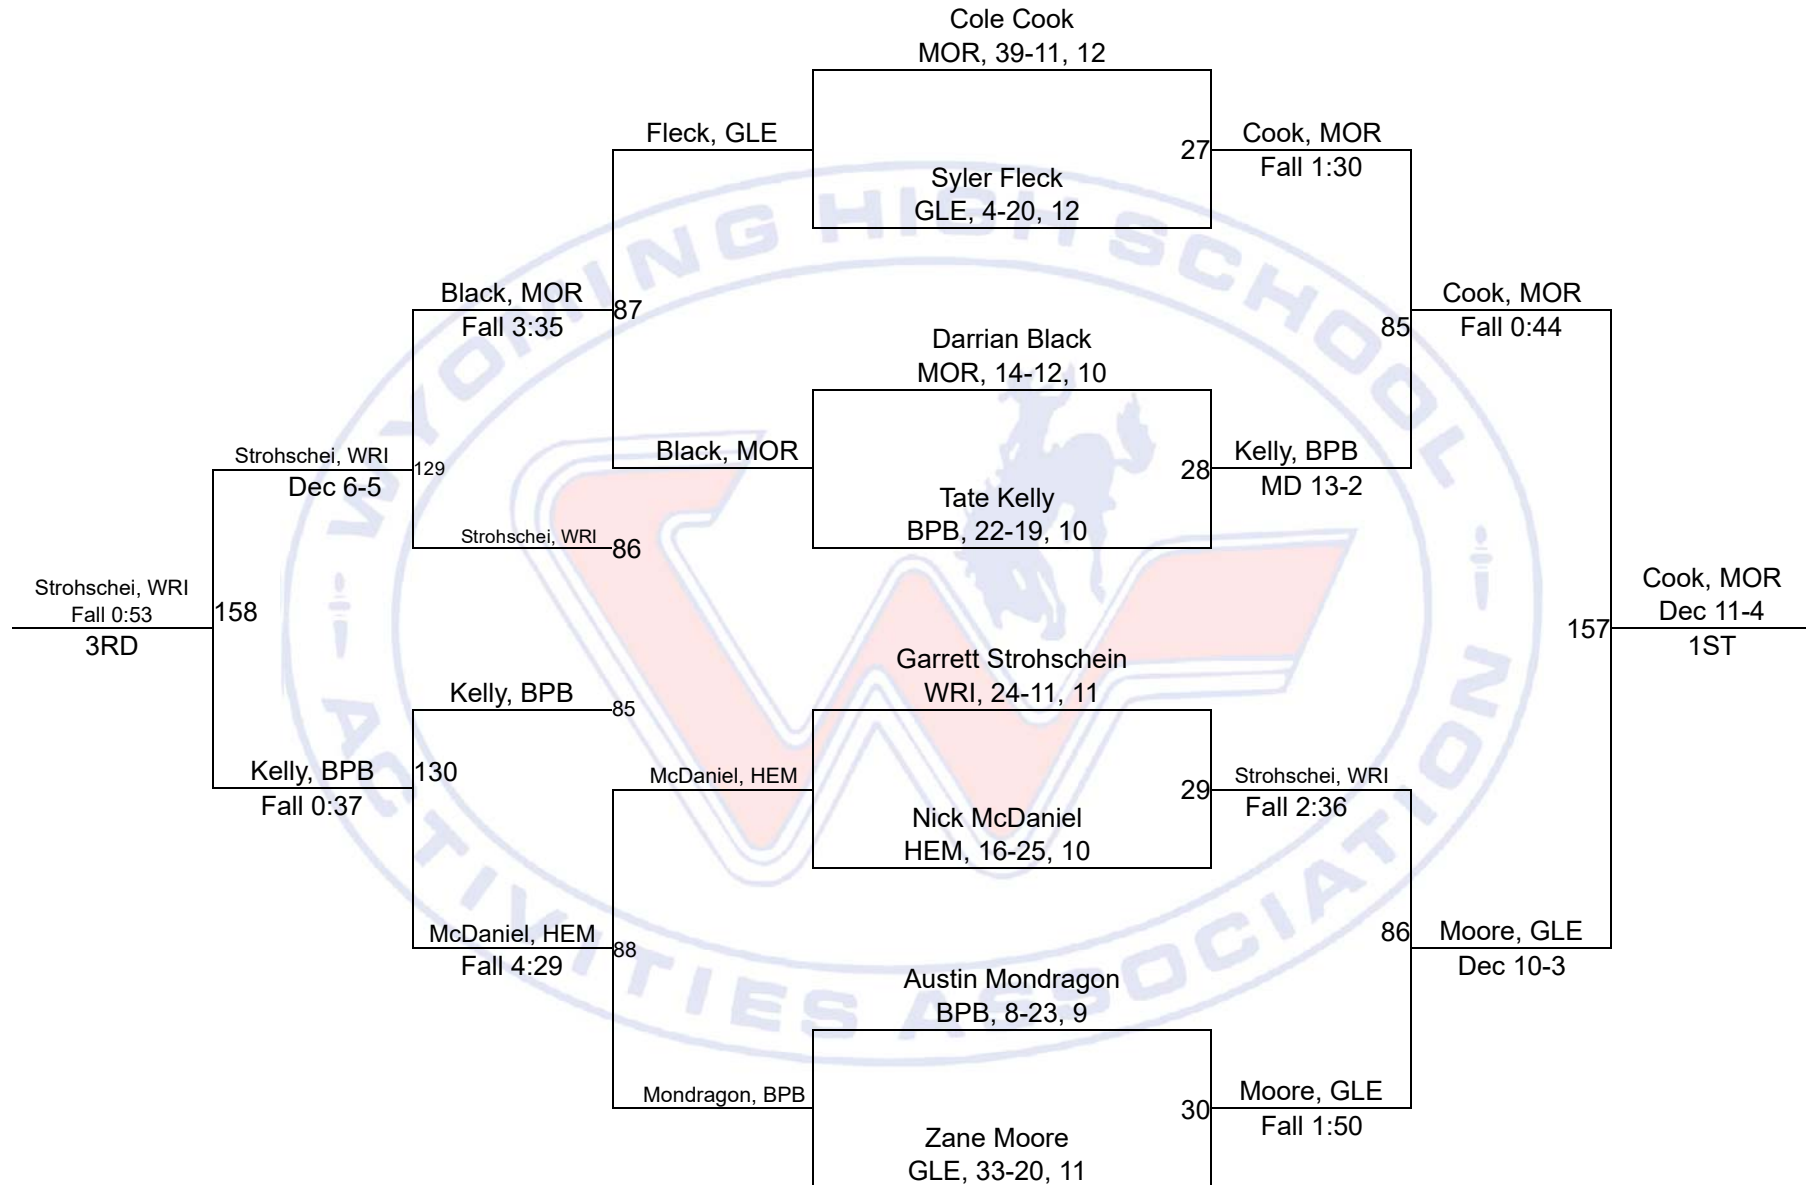 Cole Cook
MOR, 39-11, 12
Fleck, GLE
27
Cook, MOR
Fall 1:30
Syler Fleck
GLE, 4-20, 12
Black, MOR
Fall 3:35
87
Cook, MOR
Fall 0:44
85
Darrian Black
MOR, 14-12, 10
Strohschei, WRI
Dec 6-5
129
Black, MOR
28
Kelly, BPB
MD 13-2
Tate Kelly
BPB, 22-19, 10
Strohschei, WRI
86
Strohschei, WRI
Fall 0:53
3RD
158
Cook, MOR
Dec 11-4
1ST
157
Garrett Strohschein
WRI, 24-11, 11
Kelly, BPB
85
Kelly, BPB
Fall 0:37
130
McDaniel, HEM
29
Strohschei, WRI
Fall 2:36
Nick McDaniel
HEM, 16-25, 10
McDaniel, HEM
Fall 4:29
88
86
Moore, GLE
Dec 10-3
Austin Mondragon
BPB, 8-23, 9
Mondragon, BPB
30
Moore, GLE
Fall 1:50
Zane Moore
GLE, 33-20, 11
WYOMING HIGH SCHOOL
ACTIVITIES ASSOCIATION